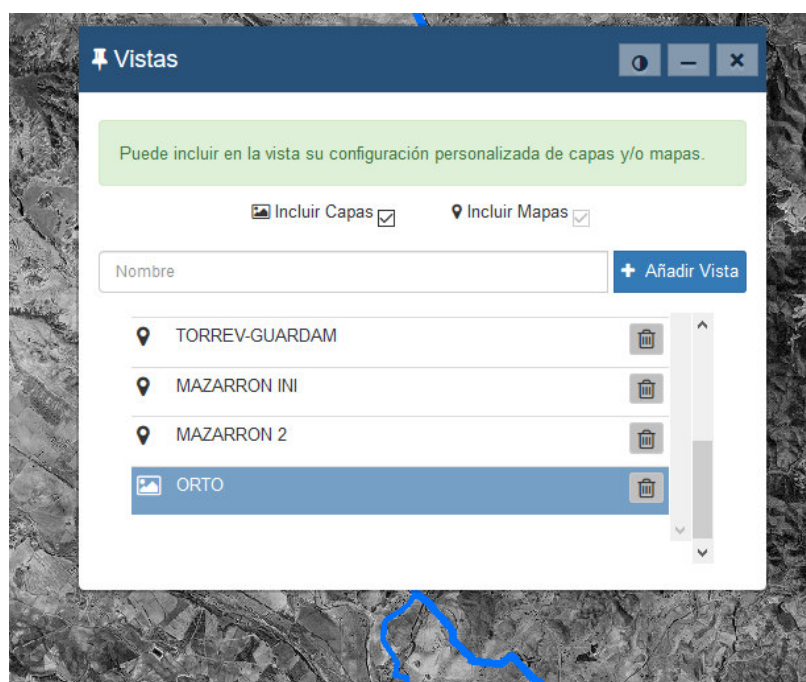 Vistas
Puede incluir en la vista su configuración personalizada de capas y/o mapas.
Incluir Capas Incluir Mapas
Nombre
Añadir Vista
TORREV-GUARDAM
MAZARRON INI
MAZARRON 2
ORTO